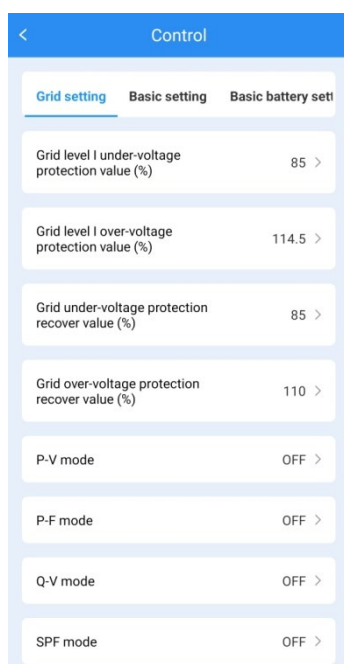 Control
Grid setting Basic setting Basic battery sett
Grid level I under-voltage
protection value (%)
85
Grid level I over-voltage
protection value (%)
114.5
Grid under-voltage protection
recover value (%)
85
Grid over-voltage protection
recover value (%)
110
P-V mode OFF
P-F mode OFF
Q-V mode OFF
SPF mode OFF